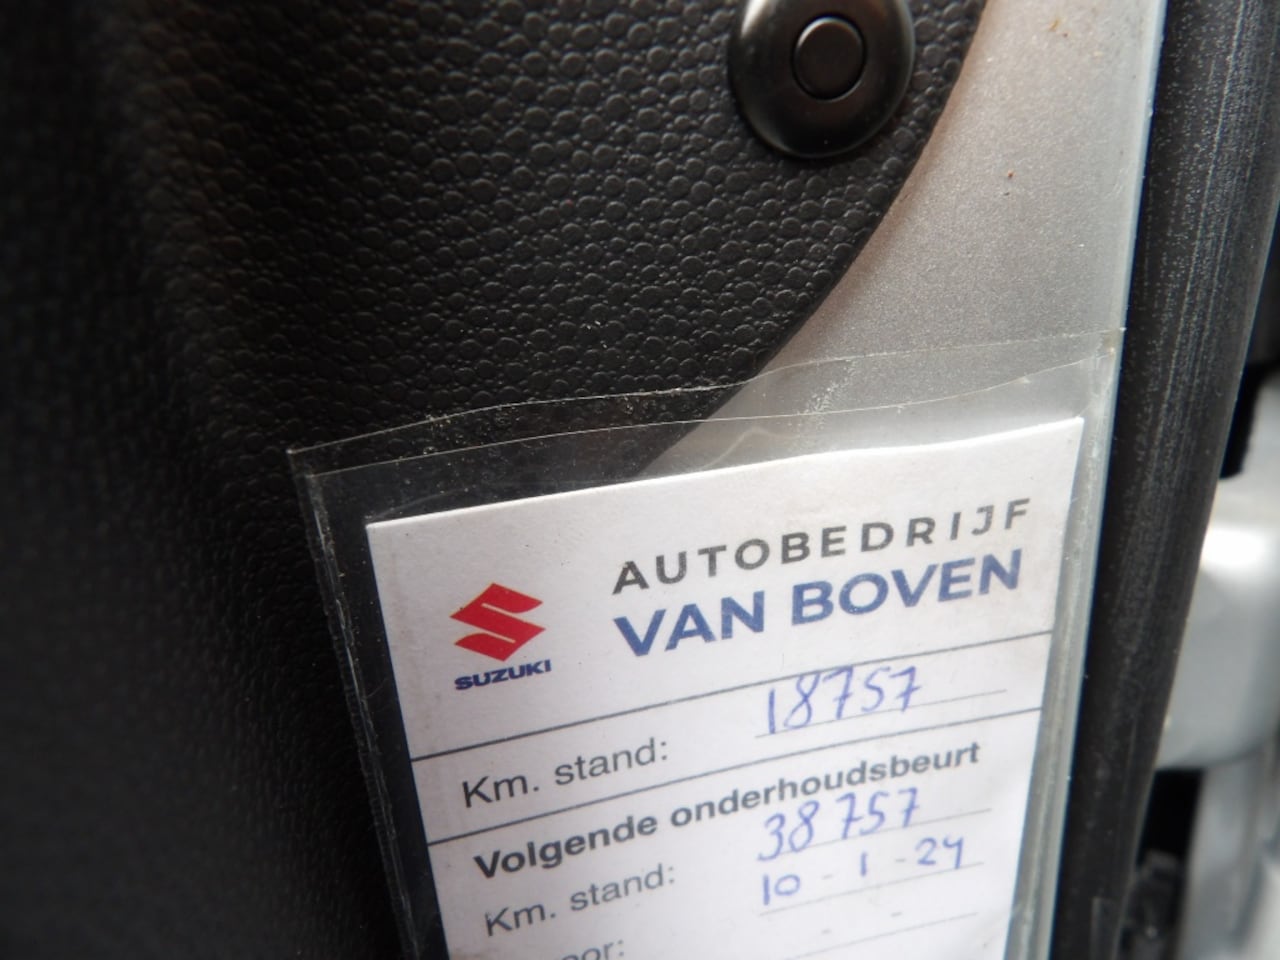 AUTOBEDRIJF
VAN BOVEN
SUZUKI
Km. stand: 18757
Volgende onderhoudsbeurt
Km. stand: 38757
10-1-24